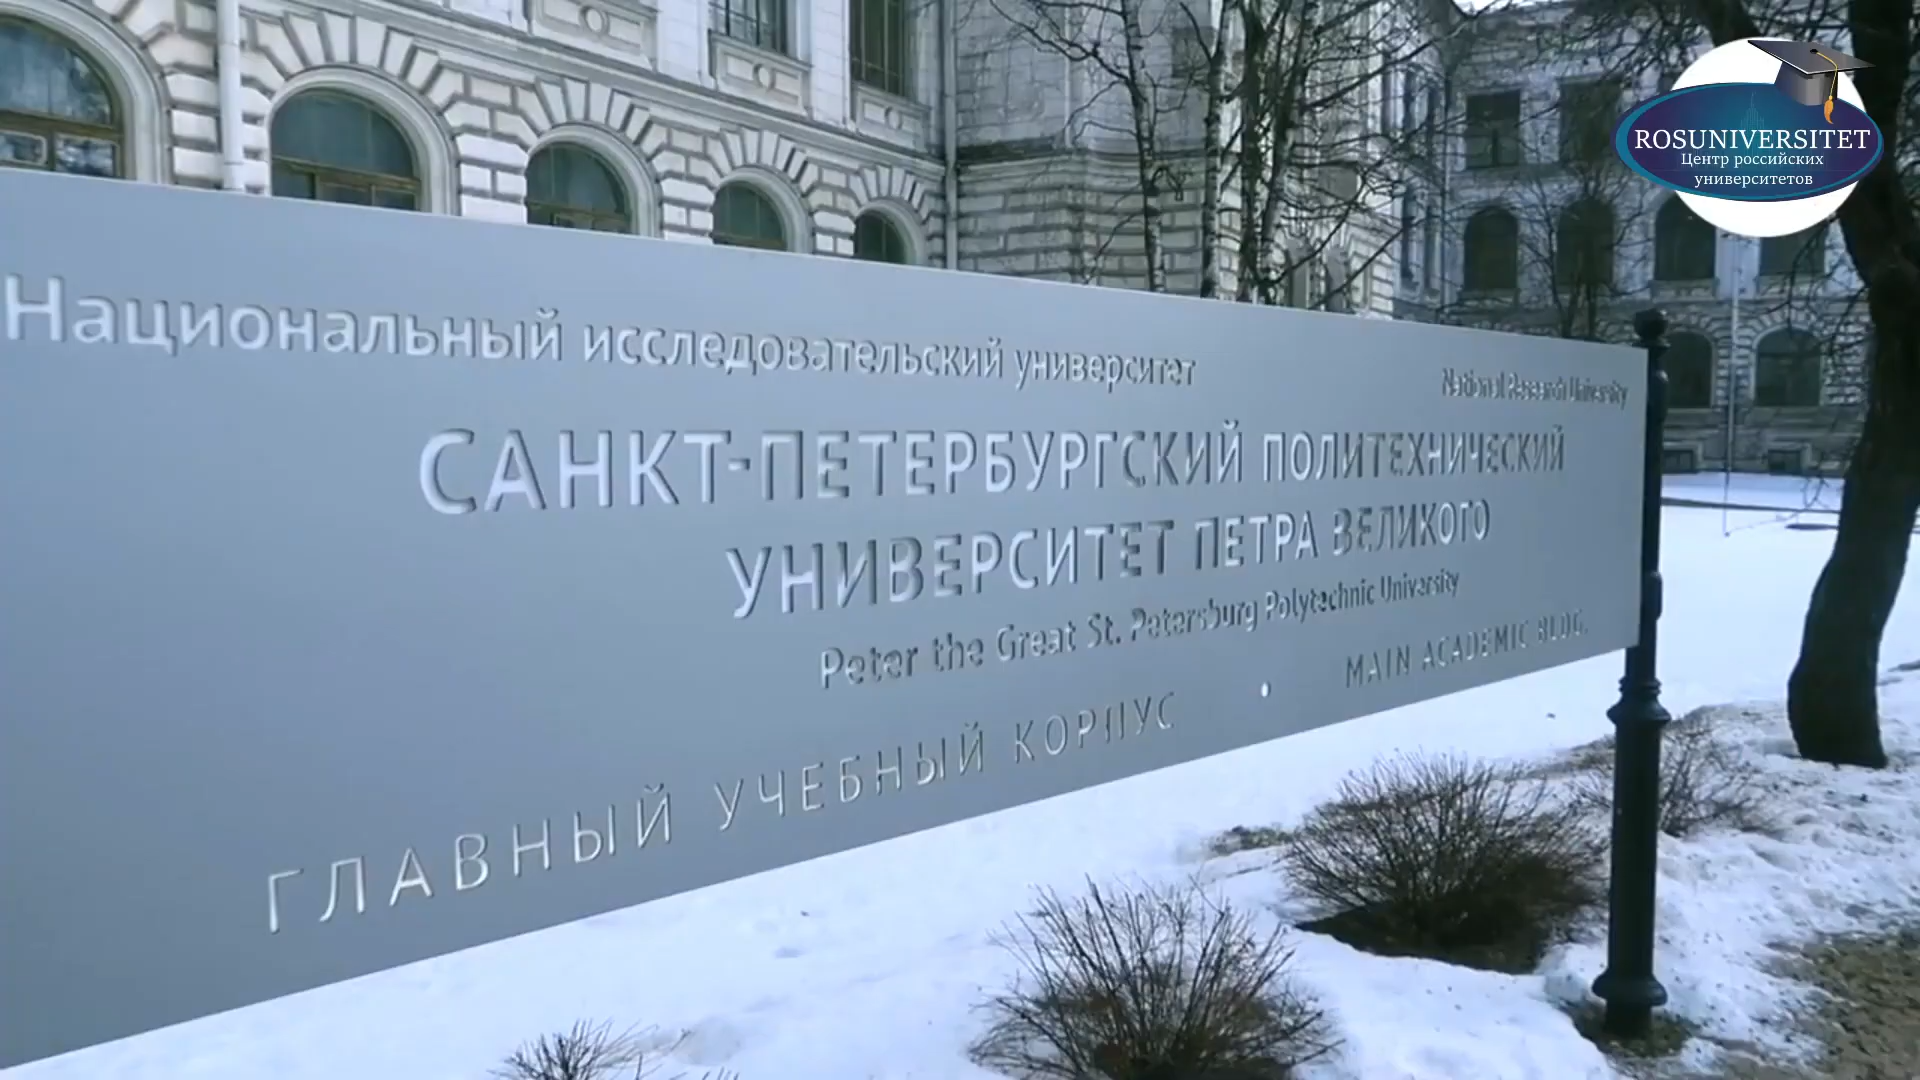 ROSUNIVERSITET
Центр российских
университетов
Национальный исследовательский университет
National Research University
САНКТ-ПЕТЕРБУРГСКИЙ ПОЛИТЕХНИЧЕСКИЙ
УНИВЕРСИТЕТ ПЕТРА ВЕЛИКОГО
Peter the Great St. Petersburg Polytechnic University
ГЛАВНЫЙ УЧЕБНЫЙ КОРПУС • MAIN ACADEMIC BLDG.